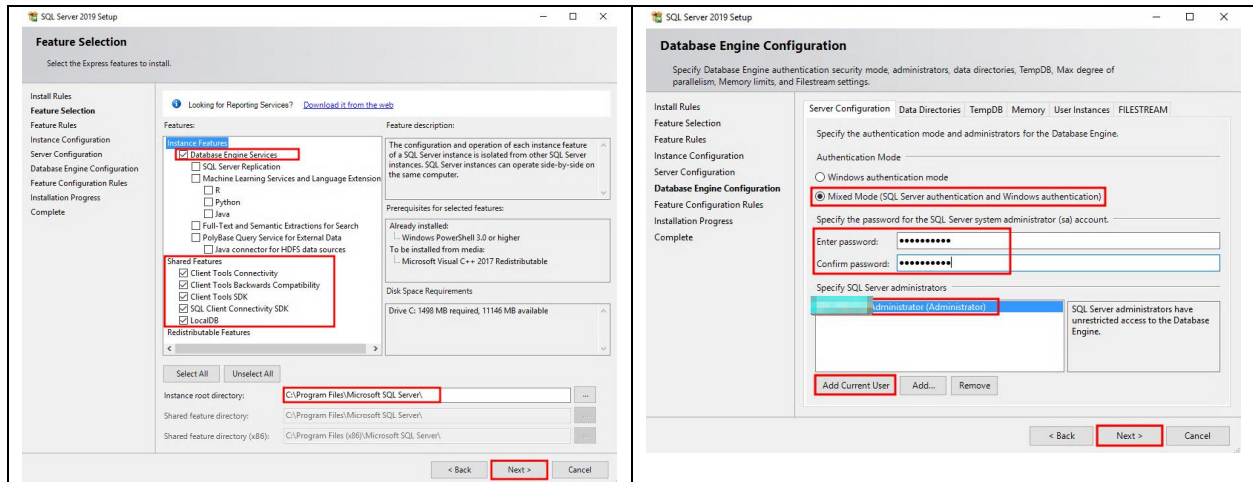 SQL Server 2019 Setup
Feature Selection
Select the Express features to install.
Install Rules
Feature Selection
Feature Rules
Instance Configuration
Server Configuration
Database Engine Configuration
Feature Configuration Rules
Installation Progress
Complete
Looking for Reporting Services? Download it from the web
Features:
Instance Features
Database Engine Services
SQL Server Replication
Machine Learning Services and Language Extension
R
Python
Java
Full-Text and Semantic Extractions for Search
PolyBase Query Service for External Data
Java connector for HDFS data sources
Shared Features
Client Tools Connectivity
Client Tools Backwards Compatibility
Client Tools SDK
SQL Client Connectivity SDK
LocalDB
Redistributable Features
Feature description:
The configuration and operation of each instance feature
of a SQL Server instance is isolated from other SQL Server
instances. SQL Server instances can operate side-by-side on
the same computer.
Prerequisites for selected features:
Already installed:
Windows PowerShell 3.0 or higher
To be installed from media:
Microsoft Visual C++ 2017 Redistributable
Disk Space Requirements
Drive C: 1498 MB required, 11146 MB available
Select All Unselect All
Instance root directory: C:\Program Files\Microsoft SQL Server\ ...
Shared feature directory: C:\Program Files\Microsoft SQL Server\ ...
Shared feature directory (x86): C:\Program Files (x86)\Microsoft SQL Server\ ...
< Back Next > Cancel
SQL Server 2019 Setup
Database Engine Configuration
Specify Database Engine authentication security mode, administrators, data directories, TempDB, Max degree of
parallelism, Memory limits, and Filestream settings.
Install Rules
Feature Selection
Feature Rules
Instance Configuration
Server Configuration
Database Engine Configuration
Feature Configuration Rules
Installation Progress
Complete
Server Configuration Data Directories TempDB Memory User Instances FILESTREAM
Specify the authentication mode and administrators for the Database Engine.
Authentication Mode
Windows authentication mode
Mixed Mode (SQL Server authentication and Windows authentication)
Specify the password for the SQL Server system administrator (sa) account.
Enter password: ●●●●●●●●●●
Confirm password: ●●●●●●●●●●
Specify SQL Server administrators
\Administrator (Administrator)
SQL Server administrators have
unrestricted access to the Database
Engine.
Add Current User Add... Remove
< Back Next > Cancel